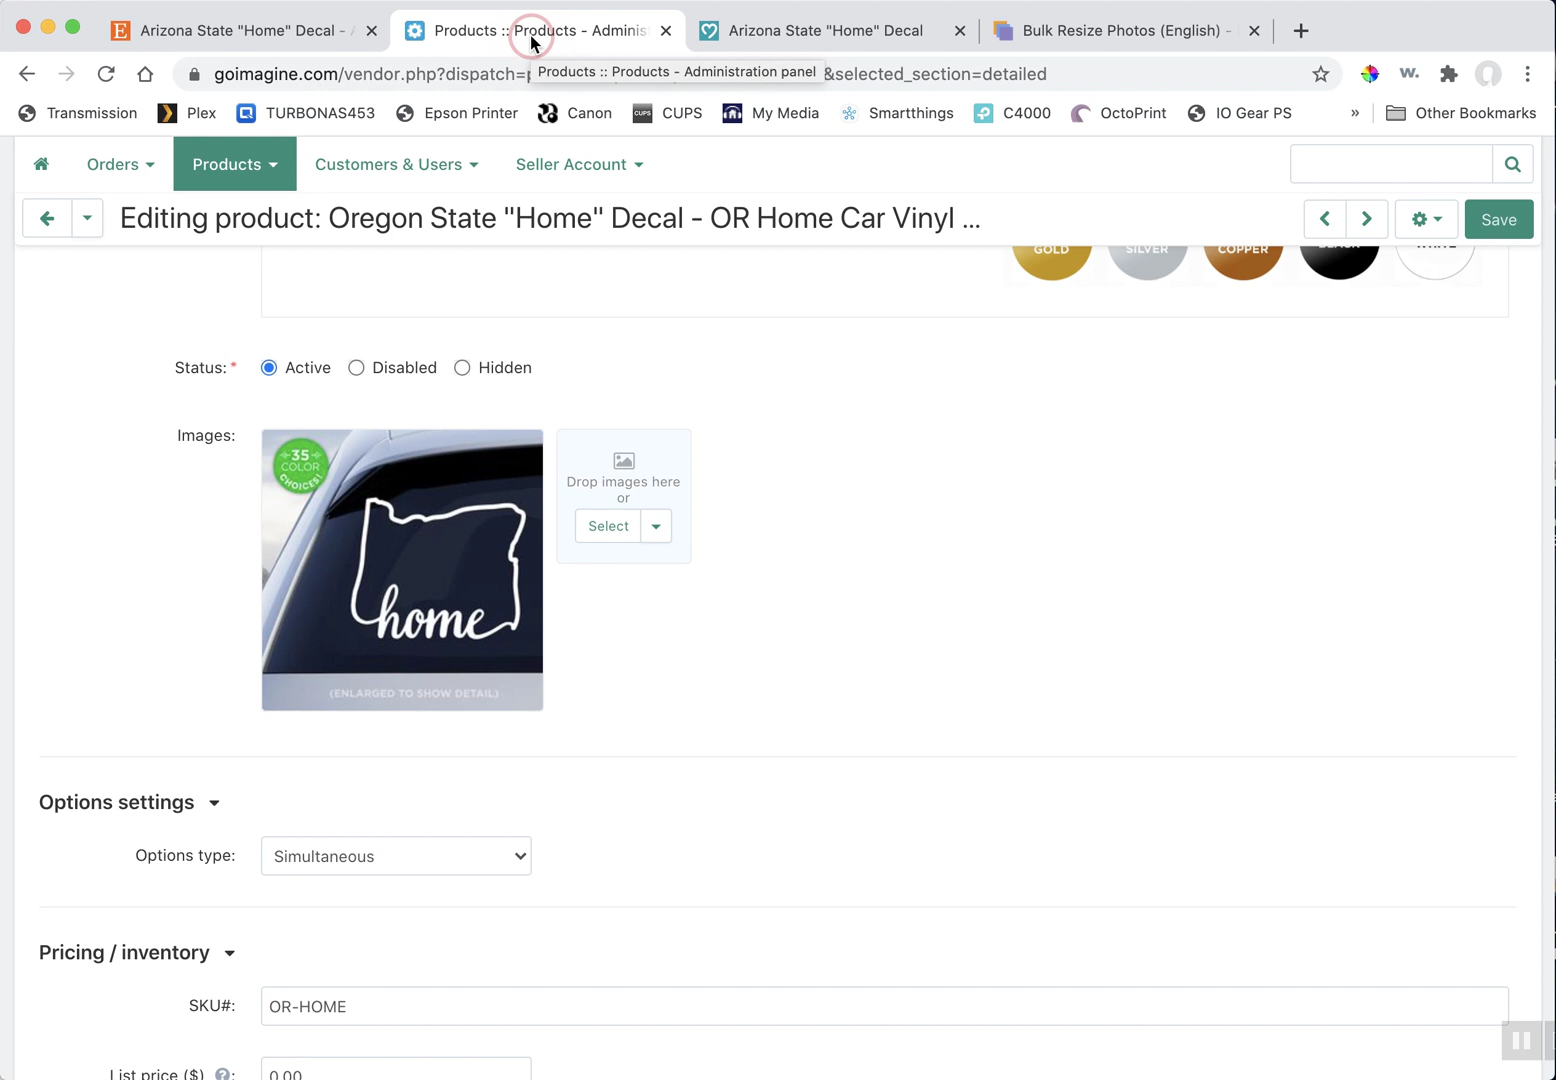 Arizona State "Home" Decal -
Products :: Products - Adminis
Arizona State "Home" Decal
Bulk Resize Photos (English) -
goimagine.com/vendor.php?dispatch=
Products :: Products - Administration panel
&selected_section=detailed
Transmission
Plex
TURBONAS453
Epson Printer
Canon
CUPS
CUPS
My Media
Smartthings
C4000
OctoPrint
IO Gear PS
»
Other Bookmarks
Orders
Products
Customers & Users
Seller Account
Editing product: Oregon State "Home" Decal - OR Home Car Vinyl ...
Save
GOLD
SILVER
COPPER
BLACK
WHITE
Status: *
Active
Disabled
Hidden
Images:
35
COLOR
CHOICES!
home
(ENLARGED TO SHOW DETAIL)
Drop images here
or
Select
Options settings
Options type:
Simultaneous
Pricing / inventory
SKU#:
OR-HOME
List price ($) ? :
0.00